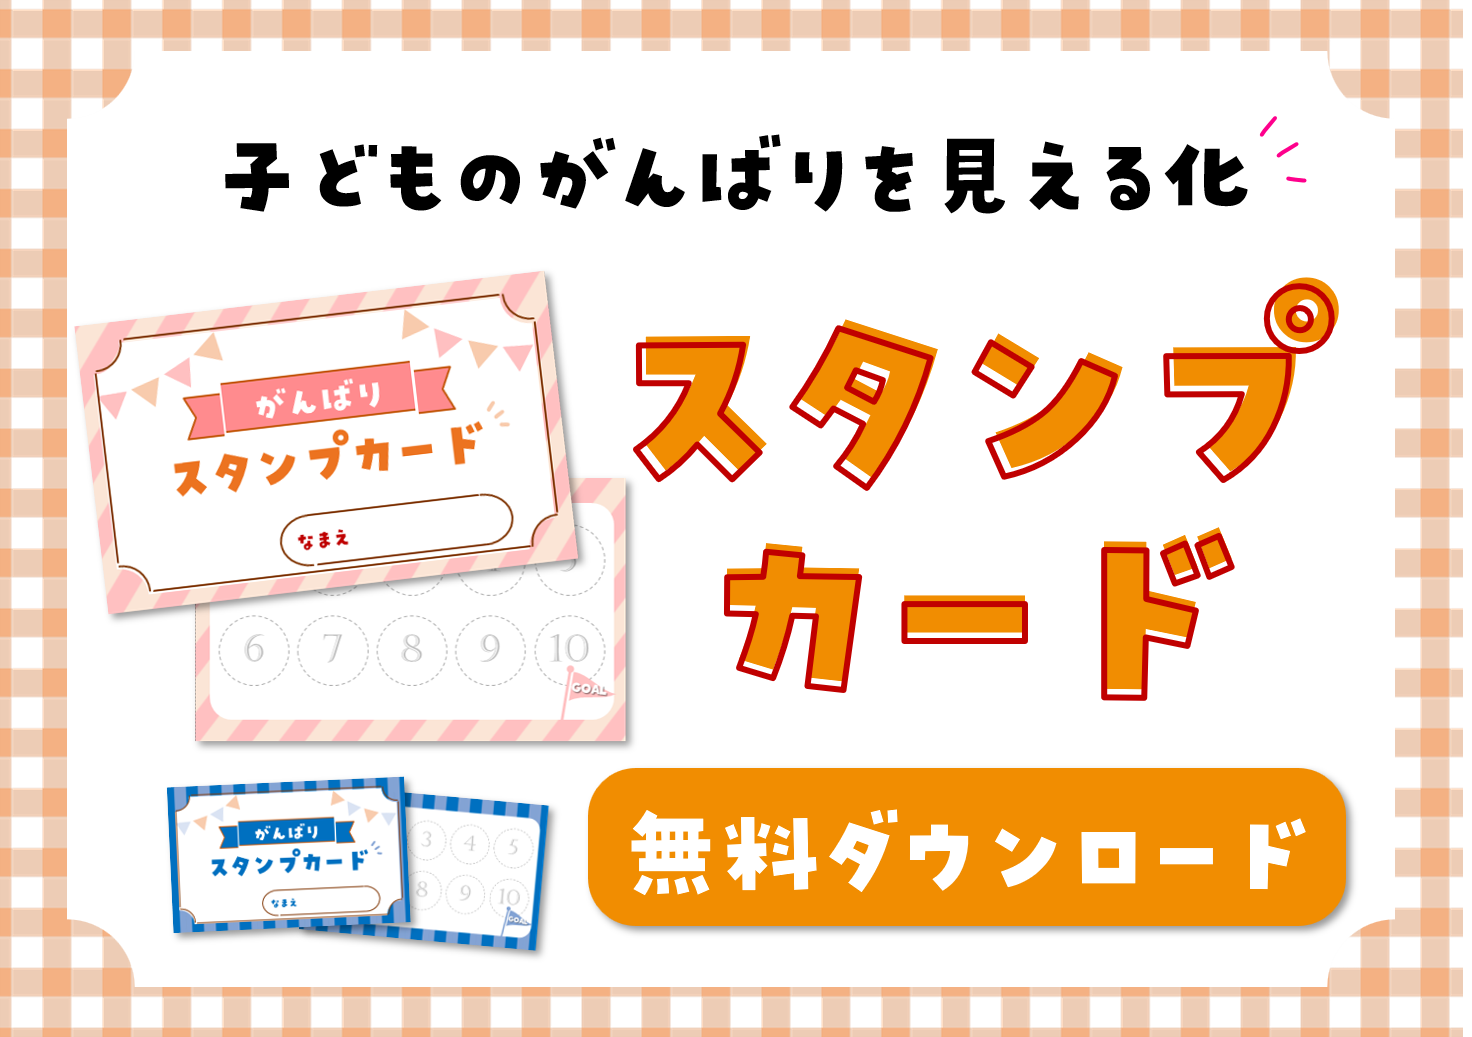 子どものがんばりを見える化
スタンプ
カード
がんばり
スタンプカード
なまえ
6 7 8 9 10
GOAL
がんばり
スタンプカード
なまえ
3 4 5
8 9 10
GOAL
無料ダウンロード